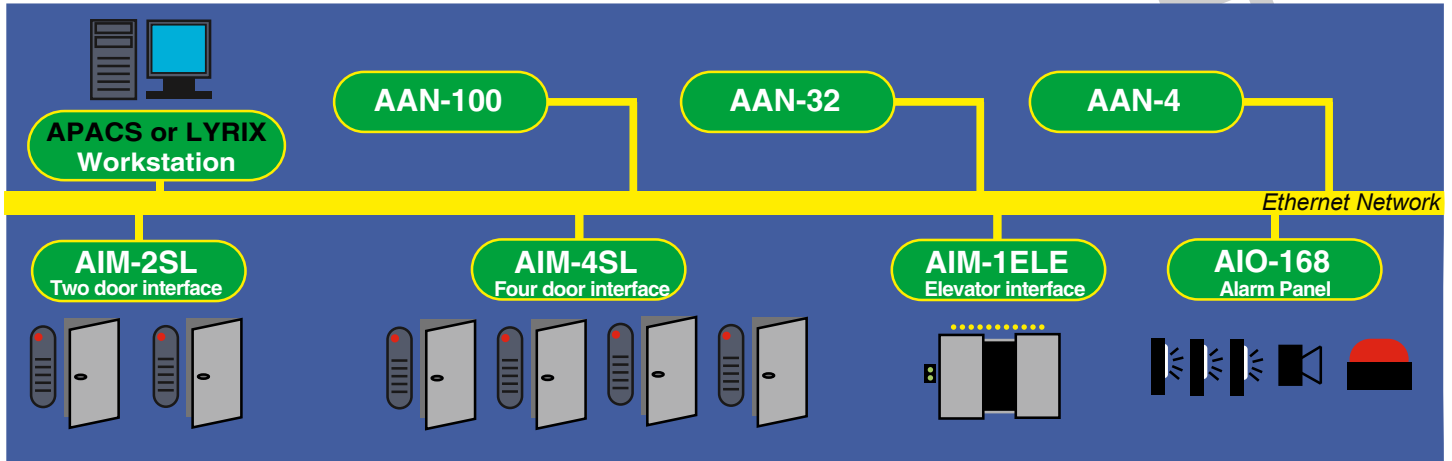 AAN-100
AAN-32
AAN-4
APACS or LYRIX
Workstation
Ethernet Network
AIM-2SL
Two door interface
AIM-4SL
Four door interface
AIM-1ELE
Elevator interface
AIO-168
Alarm Panel